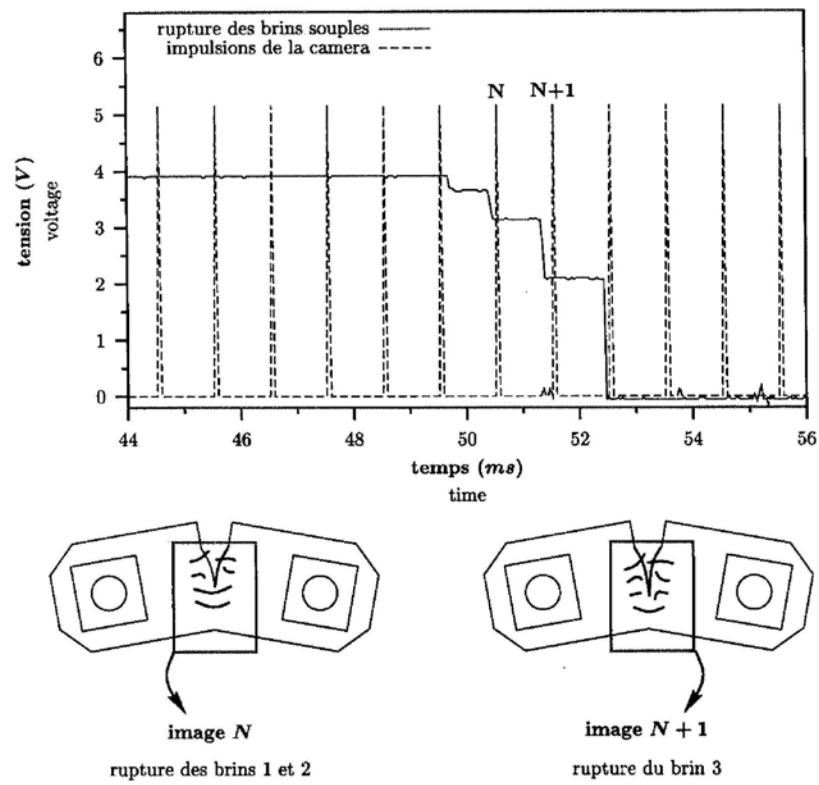 rupture des brins souples
impulsions de la camera
N N+1
6
5
4
3
2
1
0
tension (V)
voltage
44 46 48 50 52 54 56
temps (ms)
time
image N
rupture des brins 1 et 2
image N + 1
rupture du brin 3